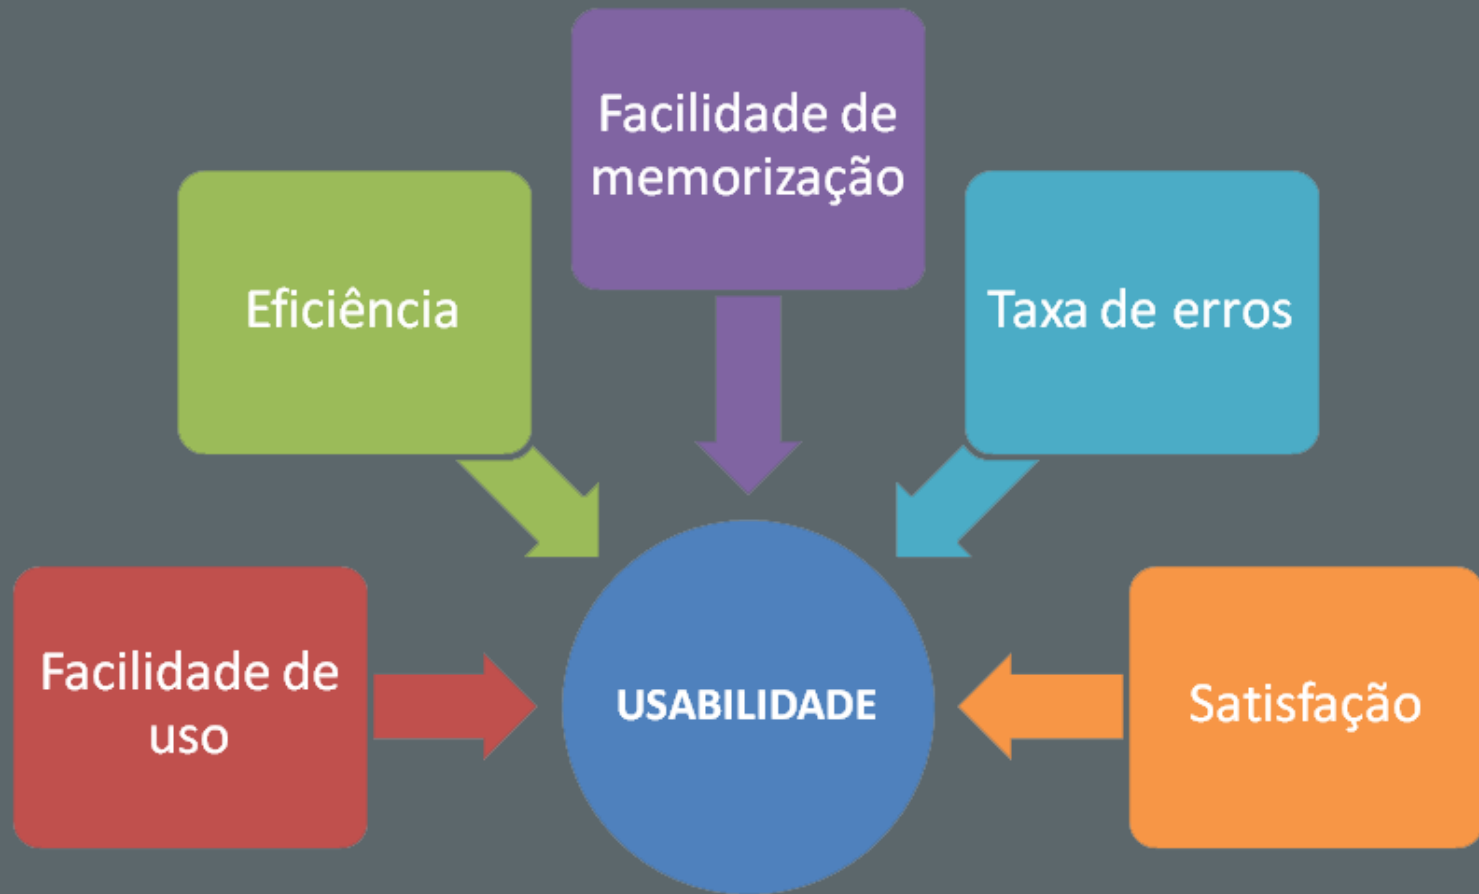 Facilidade de
memorização
Eficiência
Taxa de erros
Facilidade de
uso
USABILIDADE
Satisfação